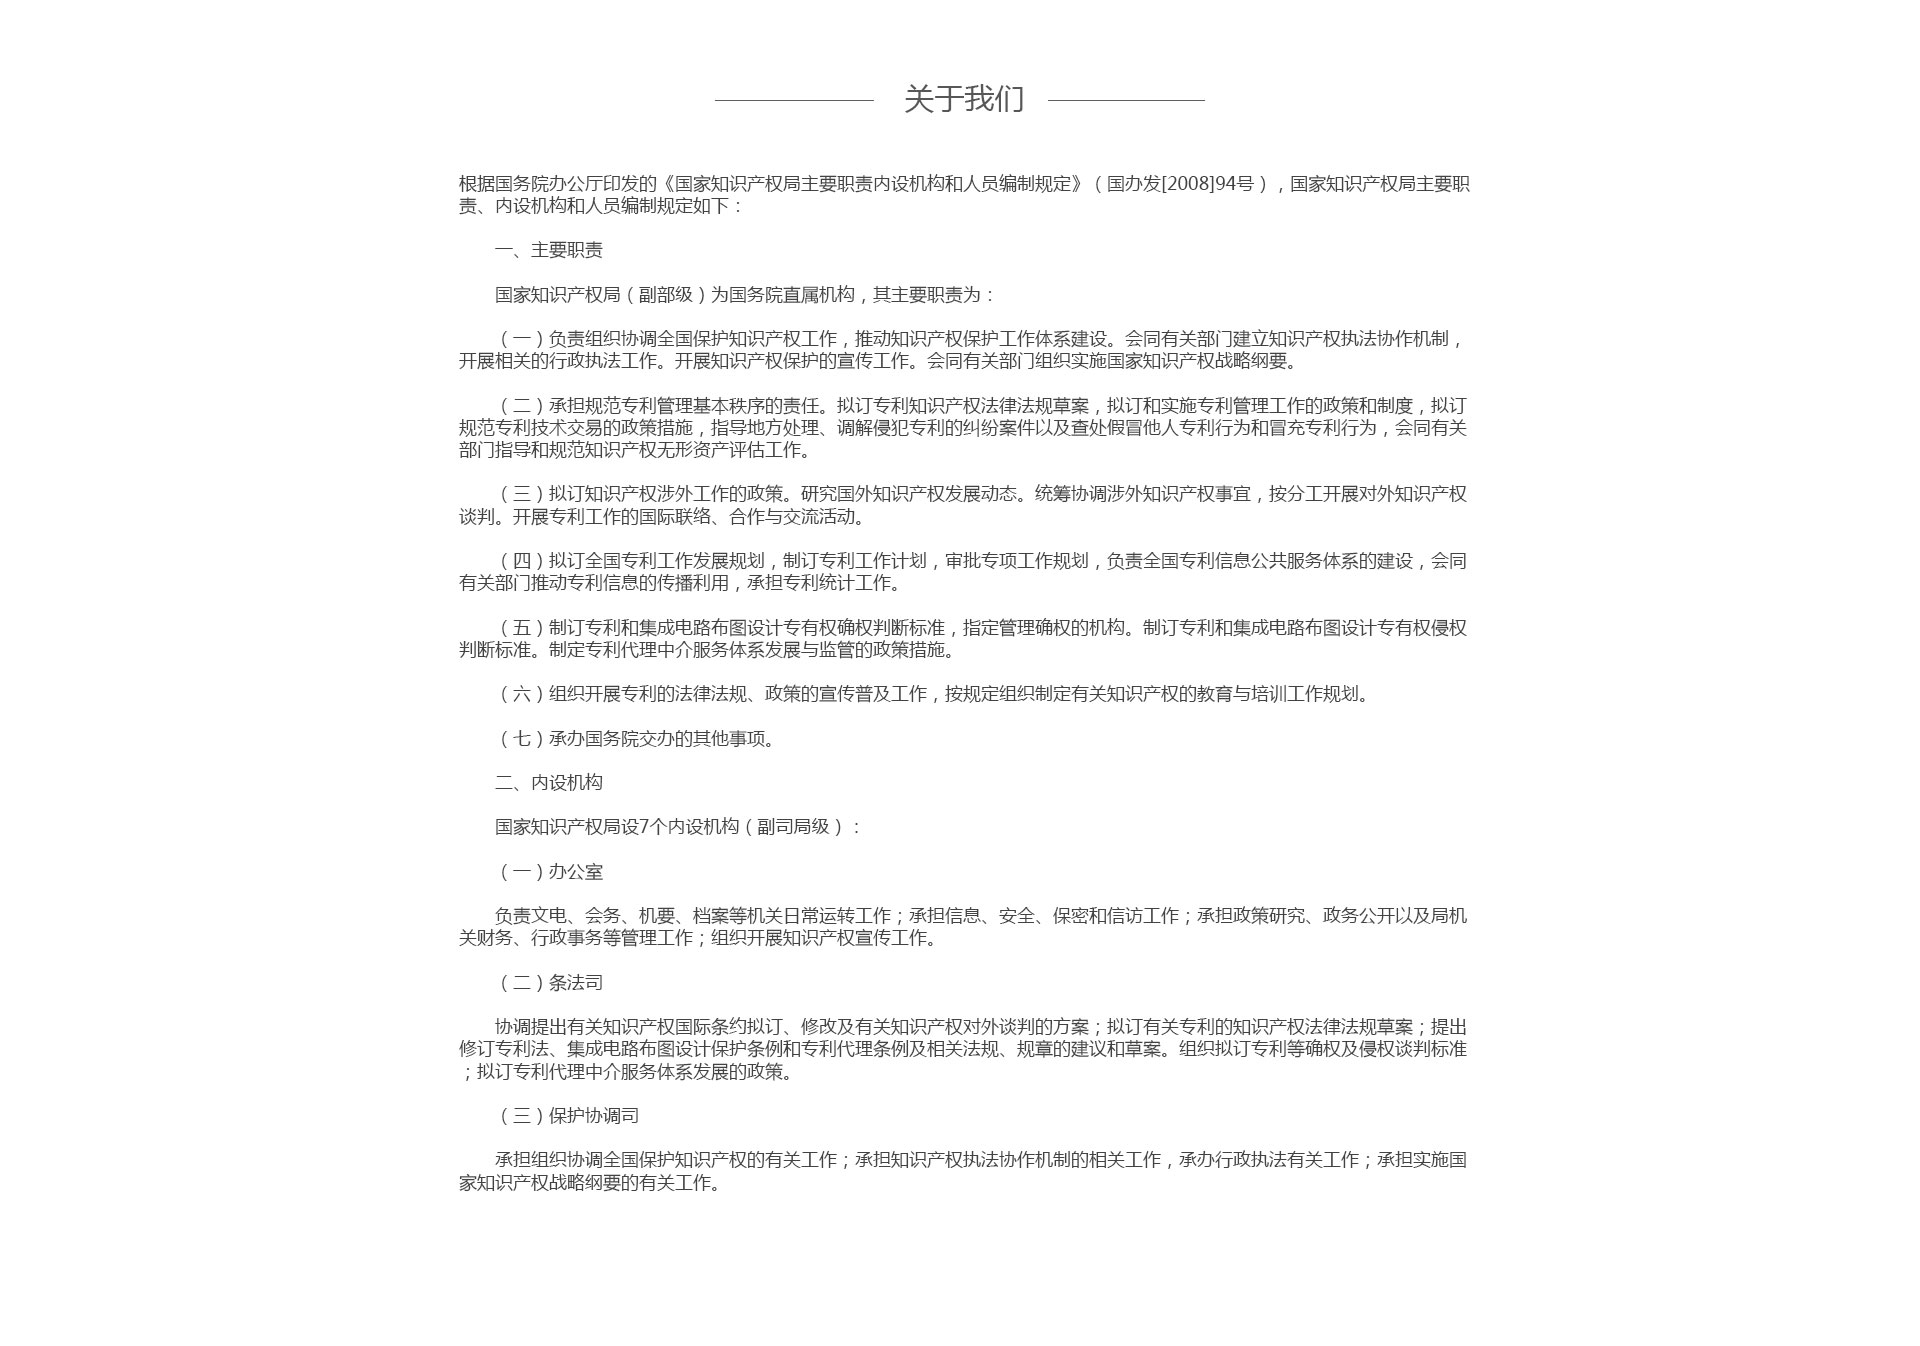 关于我们
根据国务院办公厅印发的《国家知识产权局主要职责内设机构和人员编制规定》（国办发[2008]94号），国家知识产权局主要职
责、内设机构和人员编制规定如下：
一、主要职责
国家知识产权局（副部级）为国务院直属机构，其主要职责为：
（一）负责组织协调全国保护知识产权工作，推动知识产权保护工作体系建设。会同有关部门建立知识产权执法协作机制，
开展相关的行政执法工作。开展知识产权保护的宣传工作。会同有关部门组织实施国家知识产权战略纲要。
（二）承担规范专利管理基本秩序的责任。拟订专利知识产权法律法规草案，拟订和实施专利管理工作的政策和制度，拟订
规范专利技术交易的政策措施，指导地方处理、调解侵犯专利的纠纷案件以及查处假冒他人专利行为和冒充专利行为，会同有关
部门指导和规范知识产权无形资产评估工作。
（三）拟订知识产权涉外工作的政策。研究国外知识产权发展动态。统筹协调涉外知识产权事宜，按分工开展对外知识产权
谈判。开展专利工作的国际联络、合作与交流活动。
（四）拟订全国专利工作发展规划，制订专利工作计划，审批专项工作规划，负责全国专利信息公共服务体系的建设，会同
有关部门推动专利信息的传播利用，承担专利统计工作。
（五）制订专利和集成电路布图设计专有权确权判断标准，指定管理确权的机构。制订专利和集成电路布图设计专有权侵权
判断标准。制定专利代理中介服务体系发展与监管的政策措施。
（六）组织开展专利的法律法规、政策的宣传普及工作，按规定组织制定有关知识产权的教育与培训工作规划。
（七）承办国务院交办的其他事项。
二、内设机构
国家知识产权局设7个内设机构（副司局级）：
（一）办公室
负责文电、会务、机要、档案等机关日常运转工作；承担信息、安全、保密和信访工作；承担政策研究、政务公开以及局机
关财务、行政事务等管理工作；组织开展知识产权宣传工作。
（二）条法司
协调提出有关知识产权国际条约拟订、修改及有关知识产权对外谈判的方案；拟订有关专利的知识产权法律法规草案；提出
修订专利法、集成电路布图设计保护条例和专利代理条例及相关法规、规章的建议和草案。组织拟订专利等确权及侵权谈判标准
；拟订专利代理中介服务体系发展的政策。
（三）保护协调司
承担组织协调全国保护知识产权的有关工作；承担知识产权执法协作机制的相关工作，承办行政执法有关工作；承担实施国
家知识产权战略纲要的有关工作。